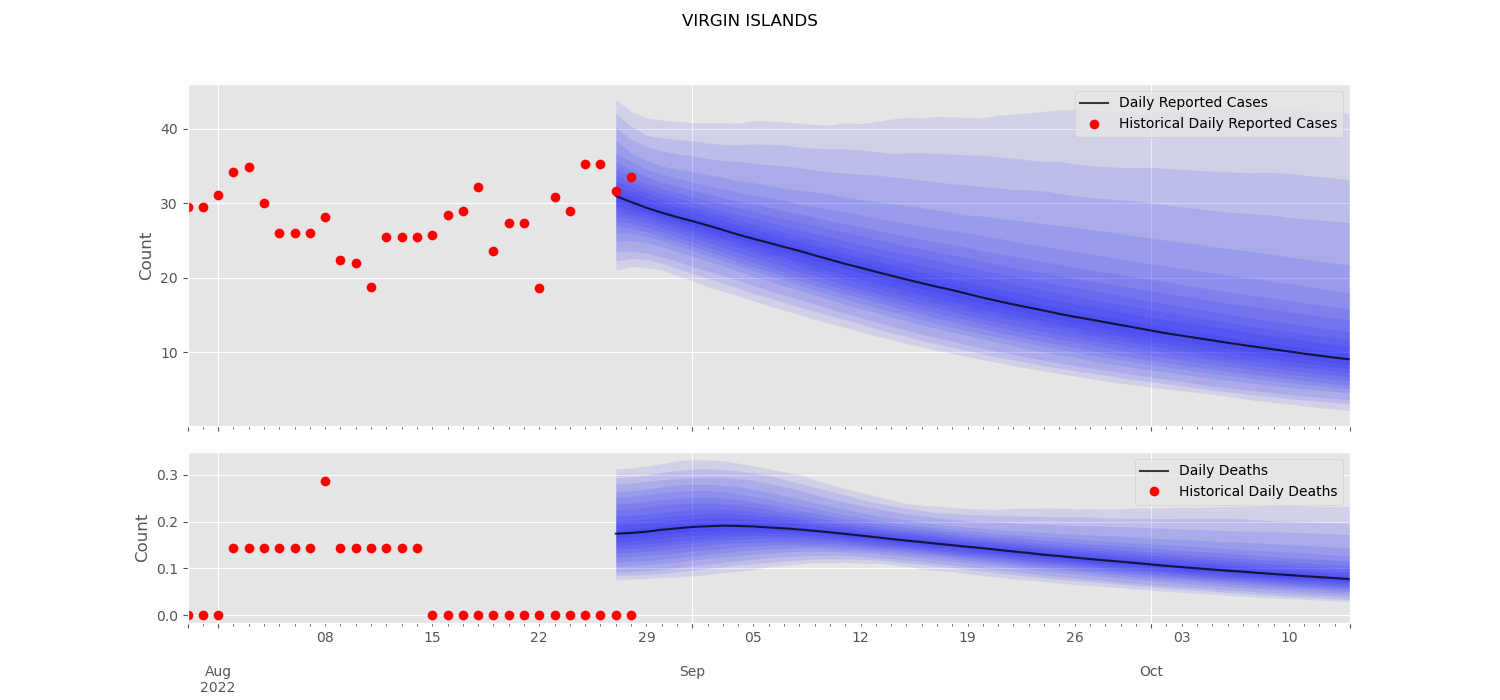 VIRGIN ISLANDS
Daily Reported Cases
Historical Daily Reported Cases
Count
40
30
20
10
Daily Deaths
Historical Daily Deaths
Count
0.3
0.2
0.1
0.0
08 15 22 29 05 12 19 26 03 10
Aug Sep Oct
2022